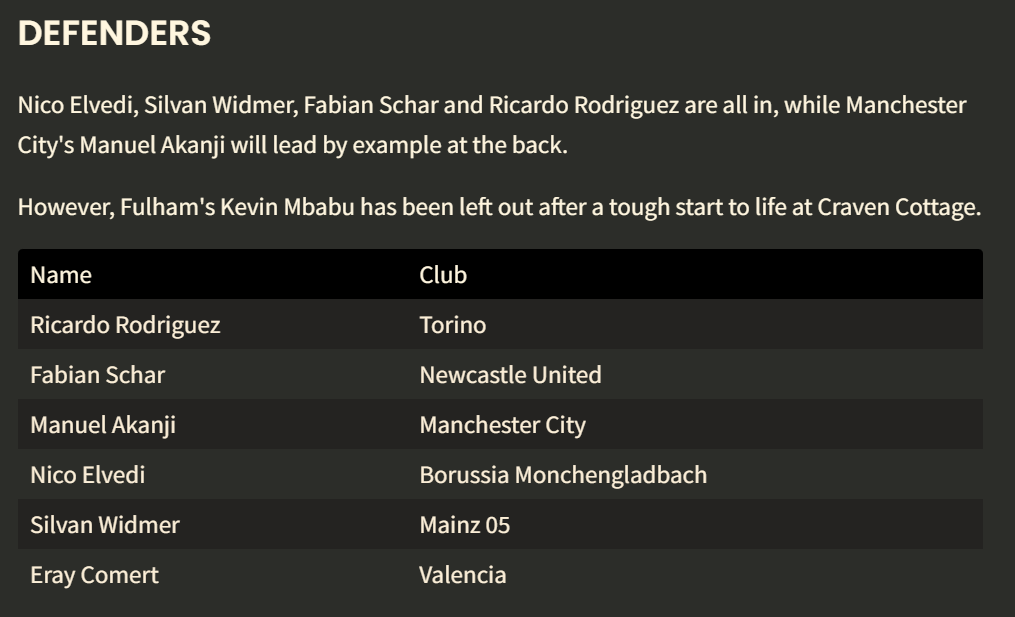 DEFENDERS
Nico Elvedi, Silvan Widmer, Fabian Schar and Ricardo Rodriguez are all in, while Manchester
City's Manuel Akanji will lead by example at the back.
However, Fulham's Kevin Mbabu has been left out after a tough start to life at Craven Cottage.
Name Club
Ricardo Rodriguez Torino
Fabian Schar Newcastle United
Manuel Akanji Manchester City
Nico Elvedi Borussia Monchengladbach
Silvan Widmer Mainz 05
Eray Comert Valencia